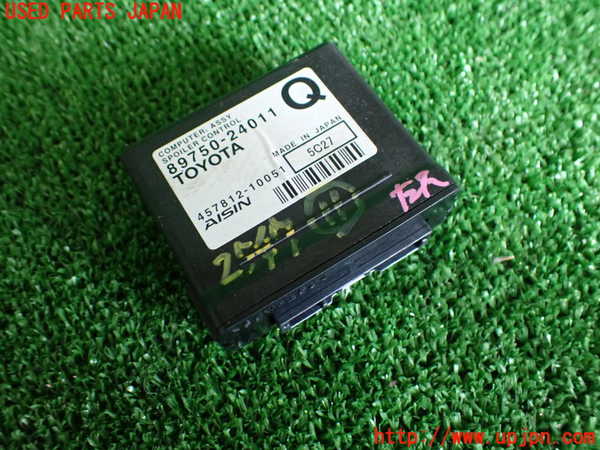 USED PARTS JAPAN
COMPUTER, ASSY
SPOILER CONTROL
89750-24011
TOYOTA
Q
MADE IN JAPAN
457812-10051
5C27
AISIN
http://www.upjpn.com/